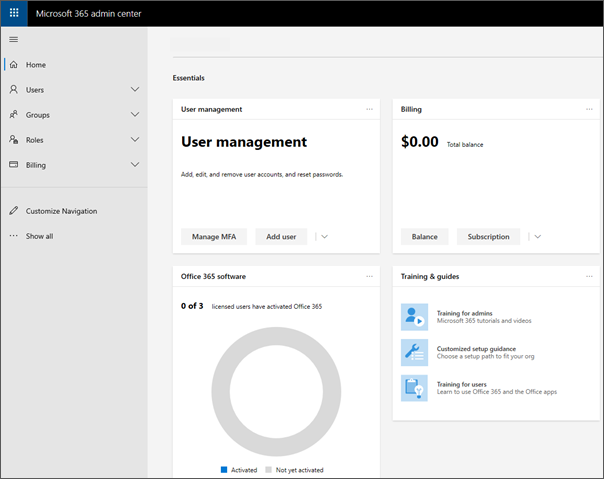 Microsoft 365 admin center
Home
Users
Groups
Roles
Billing
Customize Navigation
Show all
Essentials
User management
User management
Add, edit, and remove user accounts, and reset passwords.
Manage MFA
Add user
Billing
$0.00 Total balance
Balance
Subscription
Office 365 software
0 of 3 licensed users have activated Office 365
Activated
Not yet activated
Training & guides
Training for admins
Microsoft 365 tutorials and videos
Customized setup guidance
Choose a setup path to fit your org
Training for users
Learn to use Office 365 and the Office apps